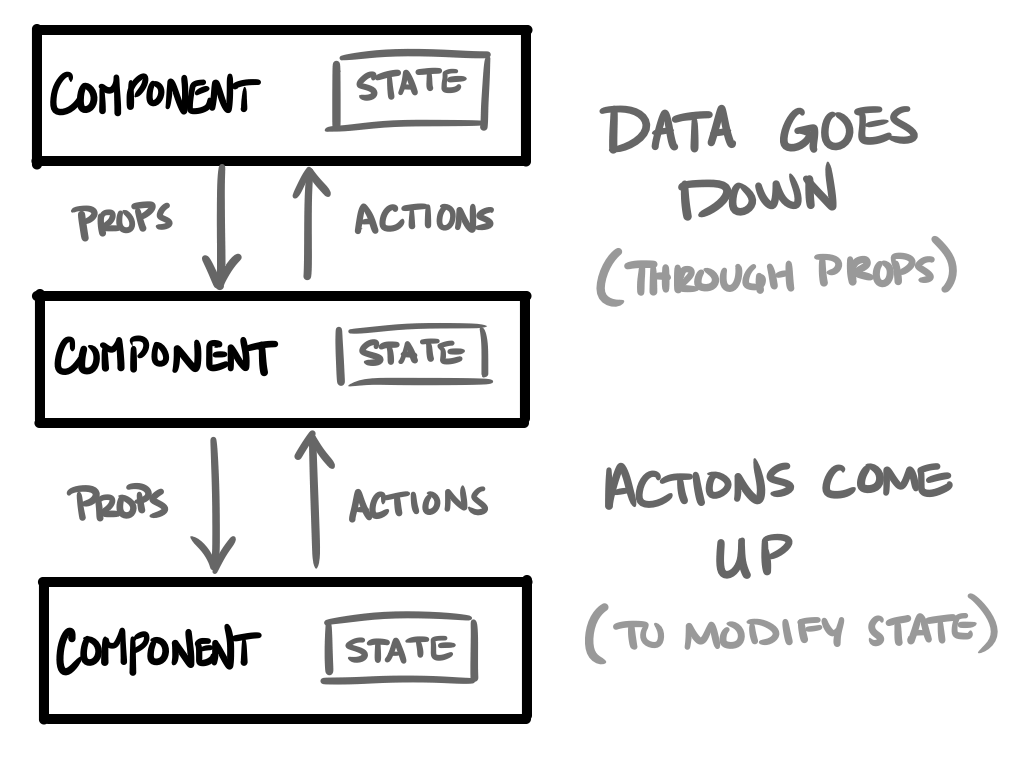 COMPONENT
STATE
PROPS
ACTIONS
COMPONENT
STATE
PROPS
ACTIONS
COMPONENT
STATE
DATA GOES
DOWN
(THROUGH PROPS)
ACTIONS COME
UP
(TO MODIFY STATE)